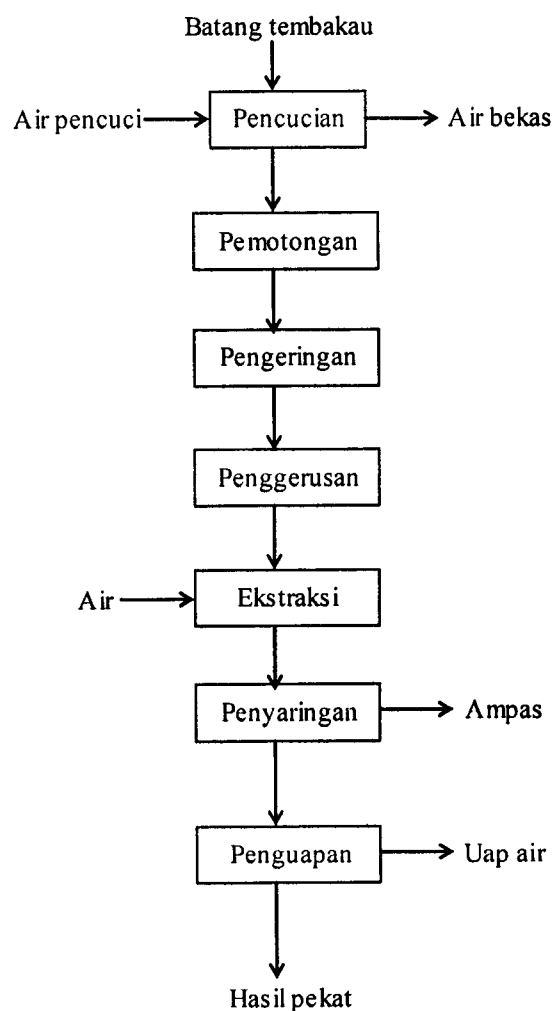 Batang tembakau
Air pencuci
Pencucian
Air bekas
Pemotongan
Pengeringan
Penggerusan
Air
Ekstraksi
Penyaringan
Ampas
Penguapan
Uap air
Hasil pekat